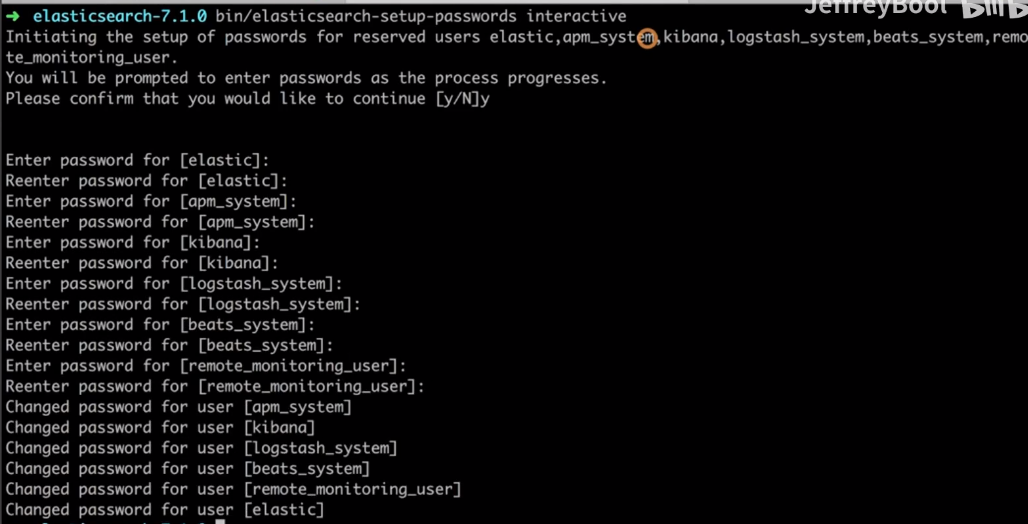 JeffreyBool
➜ elasticsearch-7.1.0 bin/elasticsearch-setup-passwords interactive
Initiating the setup of passwords for reserved users elastic,apm_system,kibana,logstash_system,beats_system,remo
te_monitoring_user.
You will be prompted to enter passwords as the process progresses.
Please confirm that you would like to continue [y/N]y
Enter password for [elastic]:
Reenter password for [elastic]:
Enter password for [apm_system]:
Reenter password for [apm_system]:
Enter password for [kibana]:
Reenter password for [kibana]:
Enter password for [logstash_system]:
Reenter password for [logstash_system]:
Enter password for [beats_system]:
Reenter password for [beats_system]:
Enter password for [remote_monitoring_user]:
Reenter password for [remote_monitoring_user]:
Changed password for user [apm_system]
Changed password for user [kibana]
Changed password for user [logstash_system]
Changed password for user [beats_system]
Changed password for user [remote_monitoring_user]
Changed password for user [elastic]